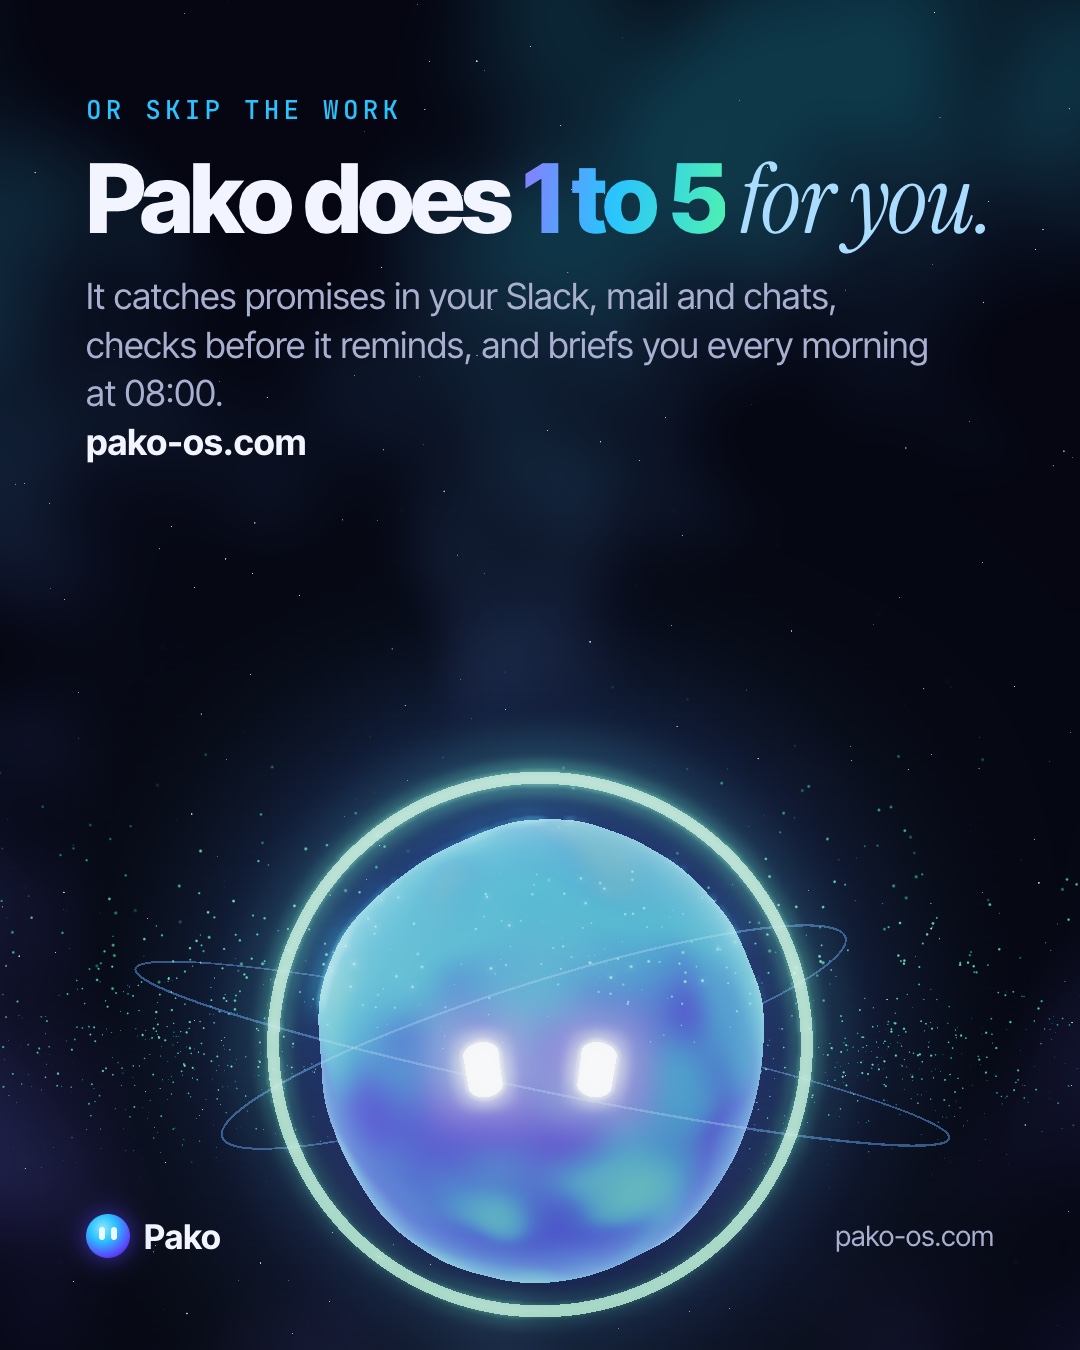 OR SKIP THE WORK
Pako does 1 to 5 for you.
It catches promises in your Slack, mail and chats,
checks before it reminds, and briefs you every morning
at 08:00.
pako-os.com
Pako
pako-os.com